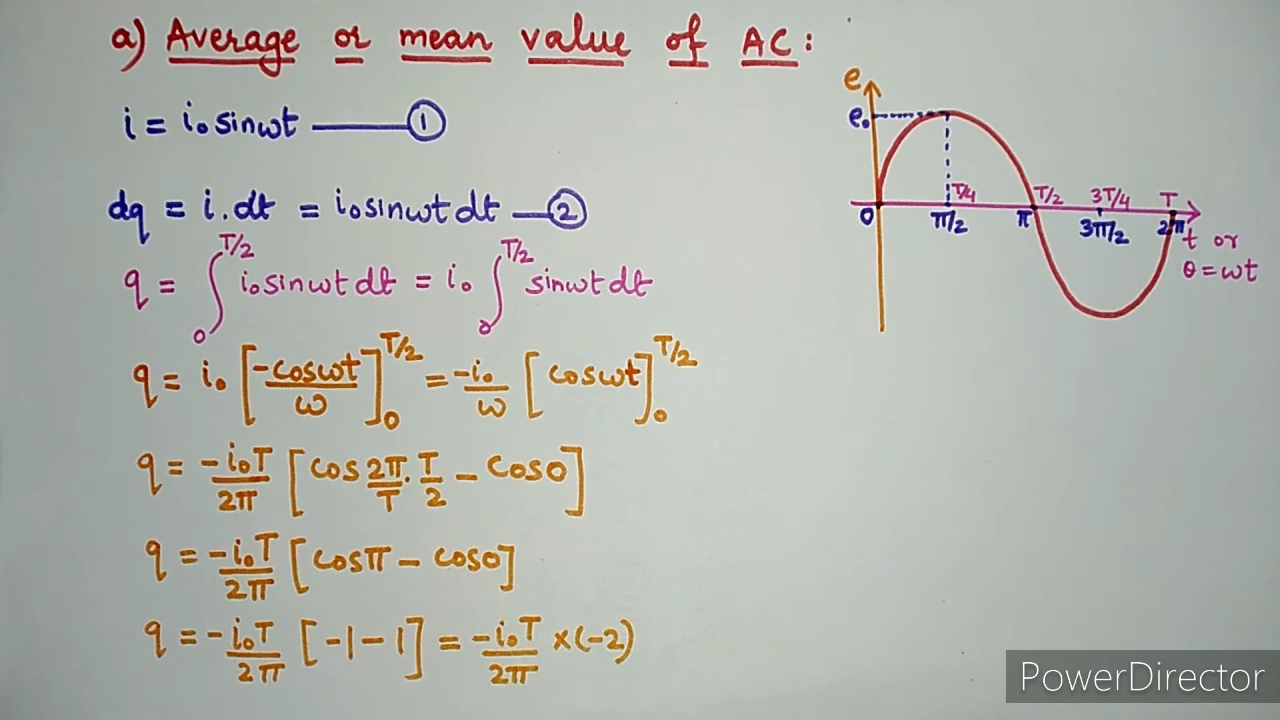 a) Average or mean value of AC:
i = i₀ sinωt ——— ①
dq = i.dt = i₀ sinωt dt — ②
q = ∫₀^T/2 i₀ sinωt dt = i₀ ∫₀^T/2 sinωt dt
q = i₀ [-cosωt/ω]₀^T/2 = -i₀/ω [cosωt]₀^T/2
q = -i₀T/2π [cos 2π/T . T/2 - cos0]
q = -i₀T/2π [cosπ - cos0]
q = -i₀T/2π [-1-1] = -i₀T/2π ×(-2)
e
e₀
T/4 T/2 3T/4 T
0 π/2 π 3π/2 2π
t or
θ = ωt
PowerDirector